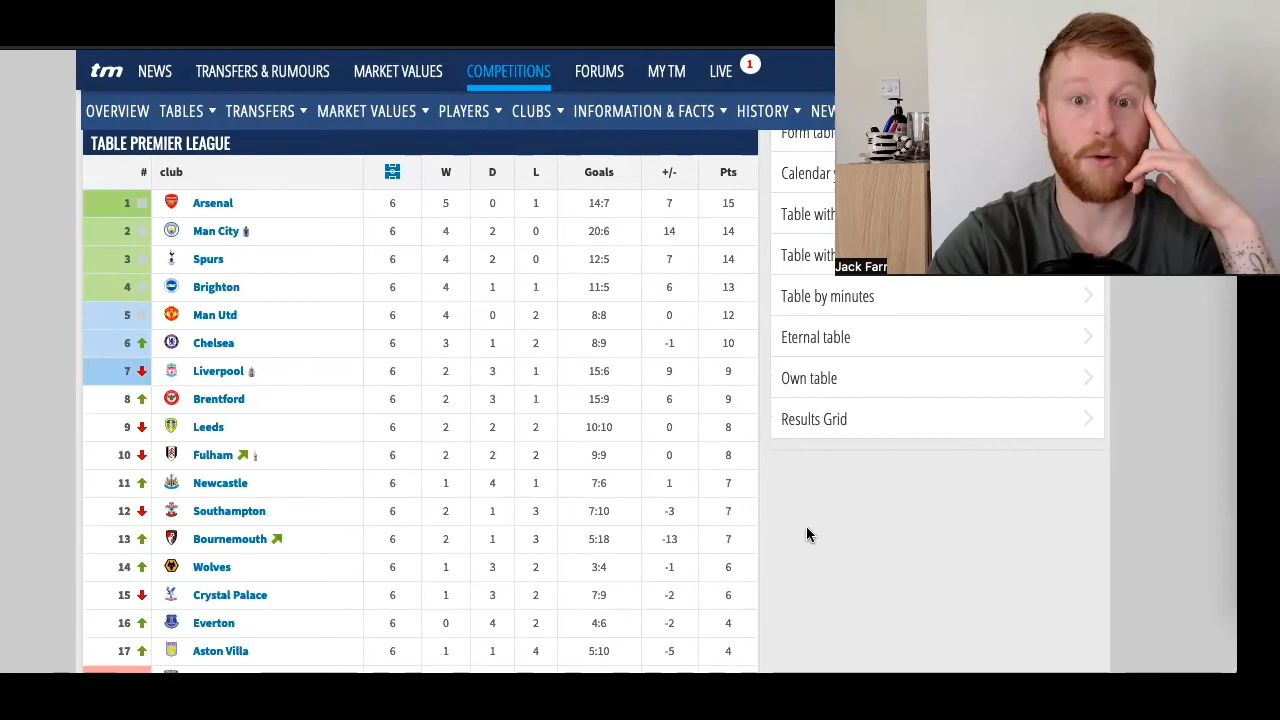 tm NEWS TRANSFERS & RUMOURS MARKET VALUES COMPETITIONS FORUMS MY TM LIVE 1
OVERVIEW TABLES TRANSFERS MARKET VALUES PLAYERS CLUBS INFORMATION & FACTS HISTORY NEW
TABLE PREMIER LEAGUE
# club W D L Goals +/- Pts
1 Arsenal 6 5 0 1 14:7 7 15
2 Man City 6 4 2 0 20:6 14 14
3 Spurs 6 4 2 0 12:5 7 14
4 Brighton 6 4 1 1 11:5 6 13
5 Man Utd 6 4 0 2 8:8 0 12
6 Chelsea 6 3 1 2 8:9 -1 10
7 Liverpool 6 2 3 1 15:6 9 9
8 Brentford 6 2 3 1 15:9 6 9
9 Leeds 6 2 2 2 10:10 0 8
10 Fulham 6 2 2 2 9:9 0 8
11 Newcastle 6 1 4 1 7:6 1 7
12 Southampton 6 2 1 3 7:10 -3 7
13 Bournemouth 6 2 1 3 5:18 -13 7
14 Wolves 6 1 3 2 3:4 -1 6
15 Crystal Palace 6 1 3 2 7:9 -2 6
16 Everton 6 0 4 2 4:6 -2 4
17 Aston Villa 6 1 1 4 5:10 -5 4
Form tabl
Calendar
Table with
Table with
Table by minutes
Eternal table
Own table
Results Grid
Jack Farr